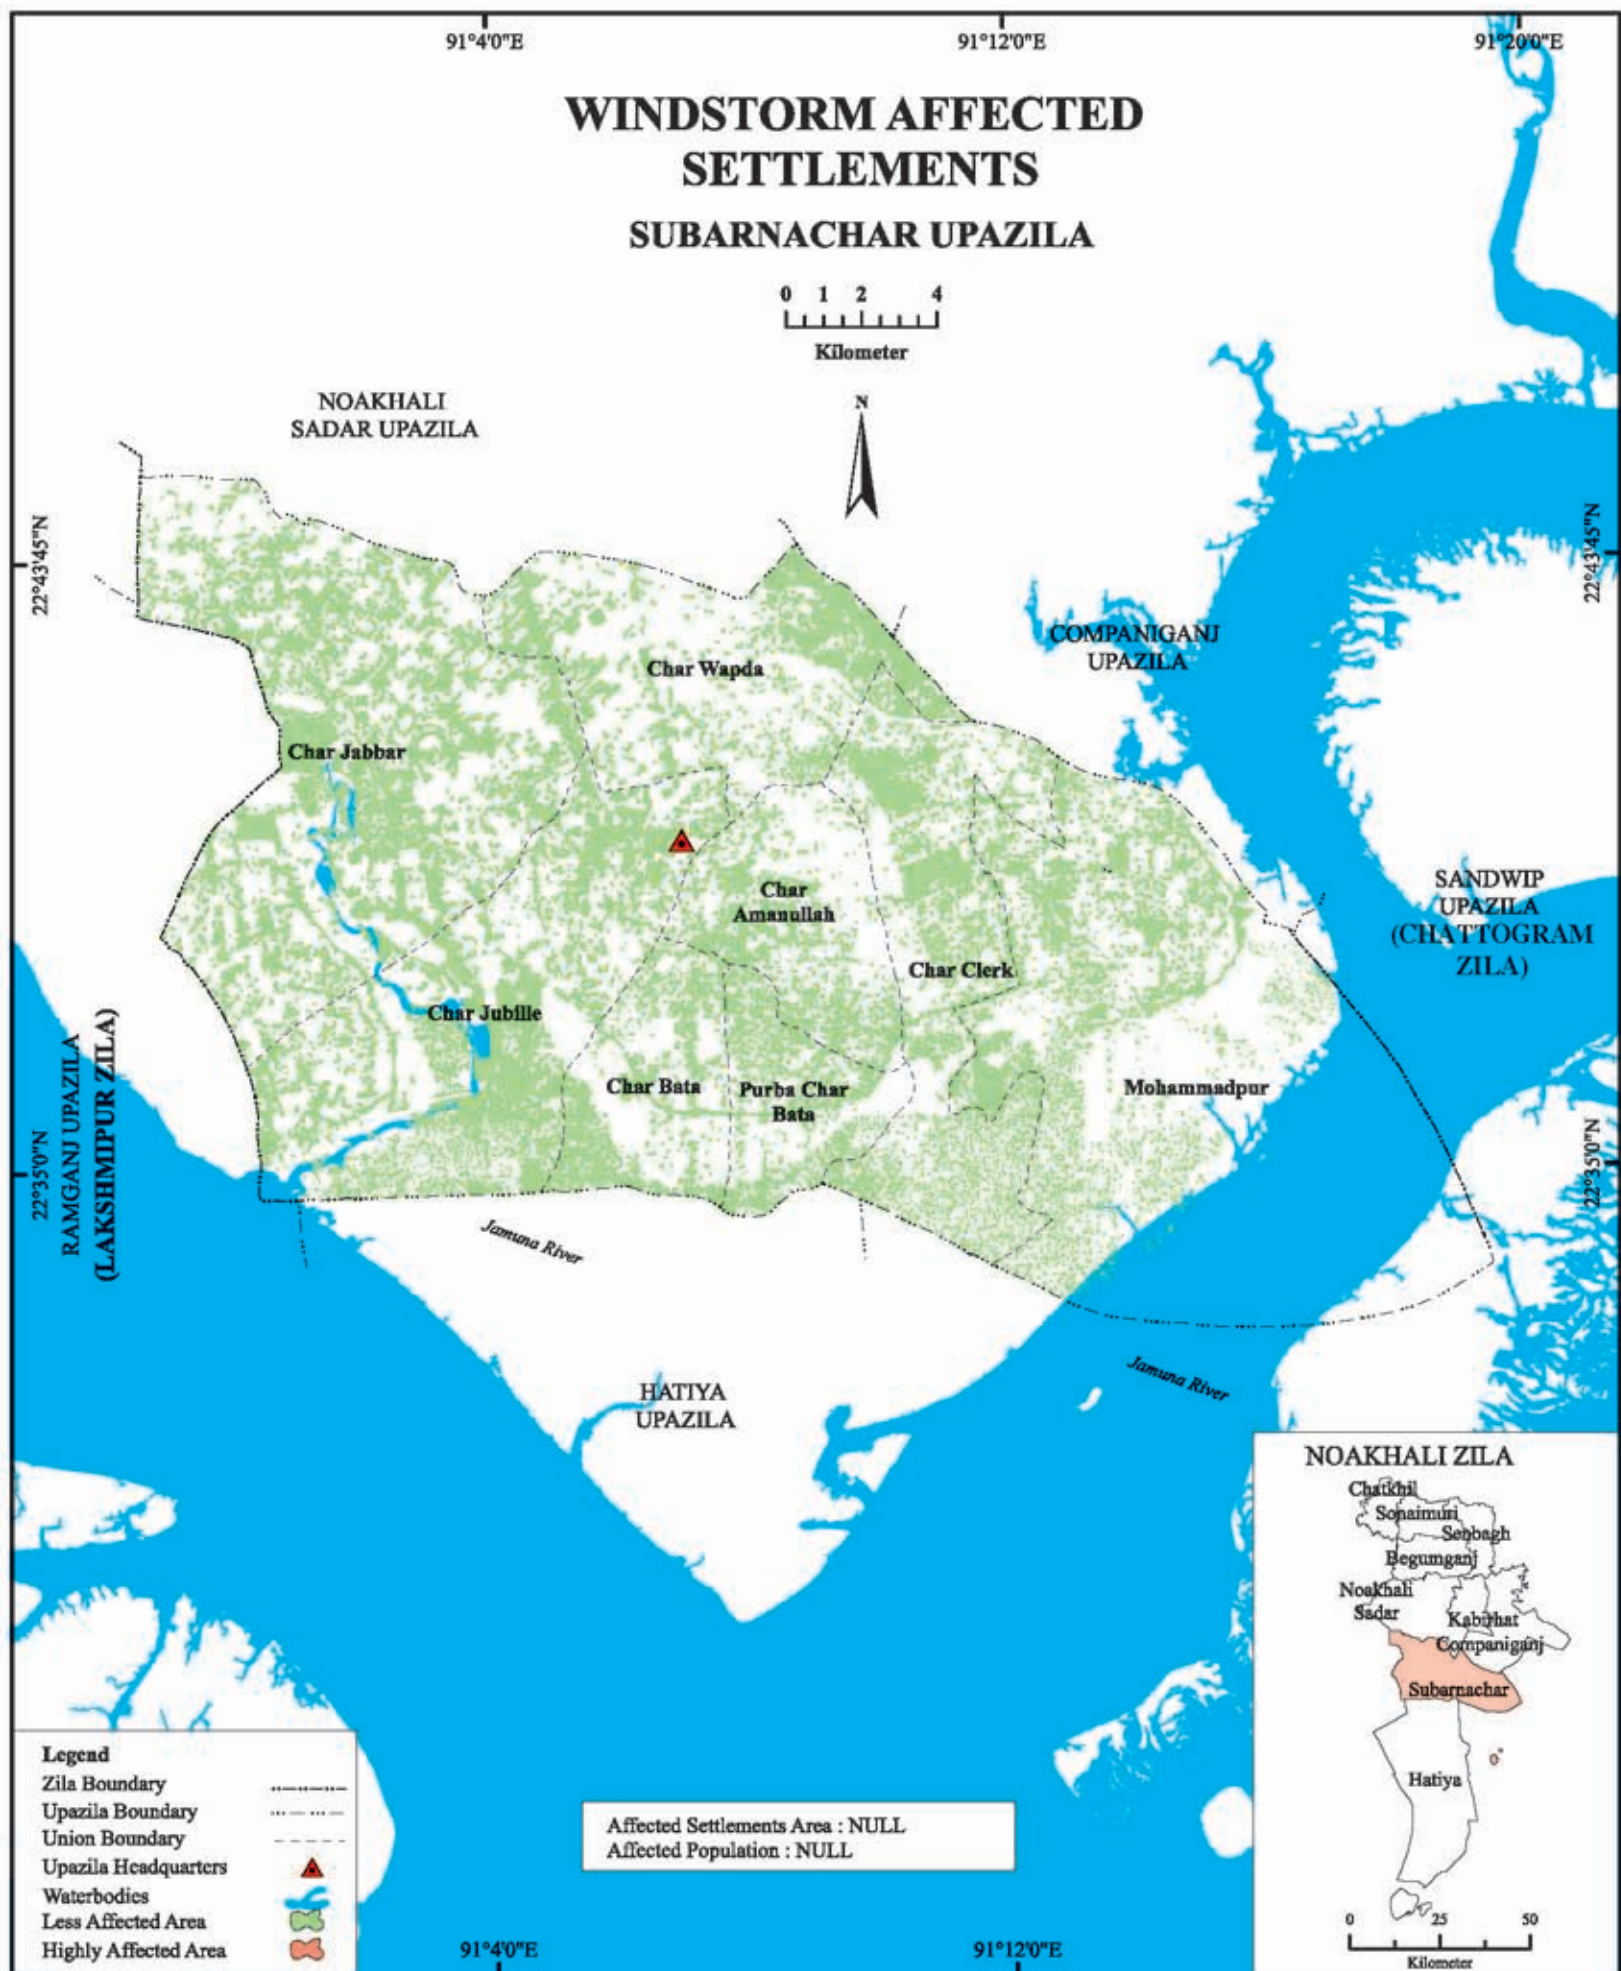 91°4'0"E
91°12'0"E
91°20'0"E
WINDSTORM AFFECTED
SETTLEMENTS
SUBARNACHAR UPAZILA
0 1 2 4
Kilometer
N
NOAKHALI
SADAR UPAZILA
22°43'45"N
22°43'45"N
COMPANIGANJ
UPAZILA
Char Wapda
Char Jabbar
Char
Amanullah
SANDWIP
UPAZILA
(CHATTOGRAM
ZILA)
Char Clerk
Char Jubille
Char Bata
Purba Char
Bata
Mohammadpur
RAMGANJ UPAZILA
(LAKSHMIPUR ZILA)
22°35'0"N
22°35'0"N
Jamuna River
Jamuna River
HATIYA
UPAZILA
NOAKHALI ZILA
Chatkhil
Sonaimuri
Senbagh
Begumganj
Noakhali
Sadar
Kabirhat
Companiganj
Subarnachar
Hatiya
0 25 50
Kilometer
Legend
Zila Boundary
Upazila Boundary
Union Boundary
Upazila Headquarters
Waterbodies
Less Affected Area
Highly Affected Area
Affected Settlements Area : NULL
Affected Population : NULL
91°4'0"E
91°12'0"E